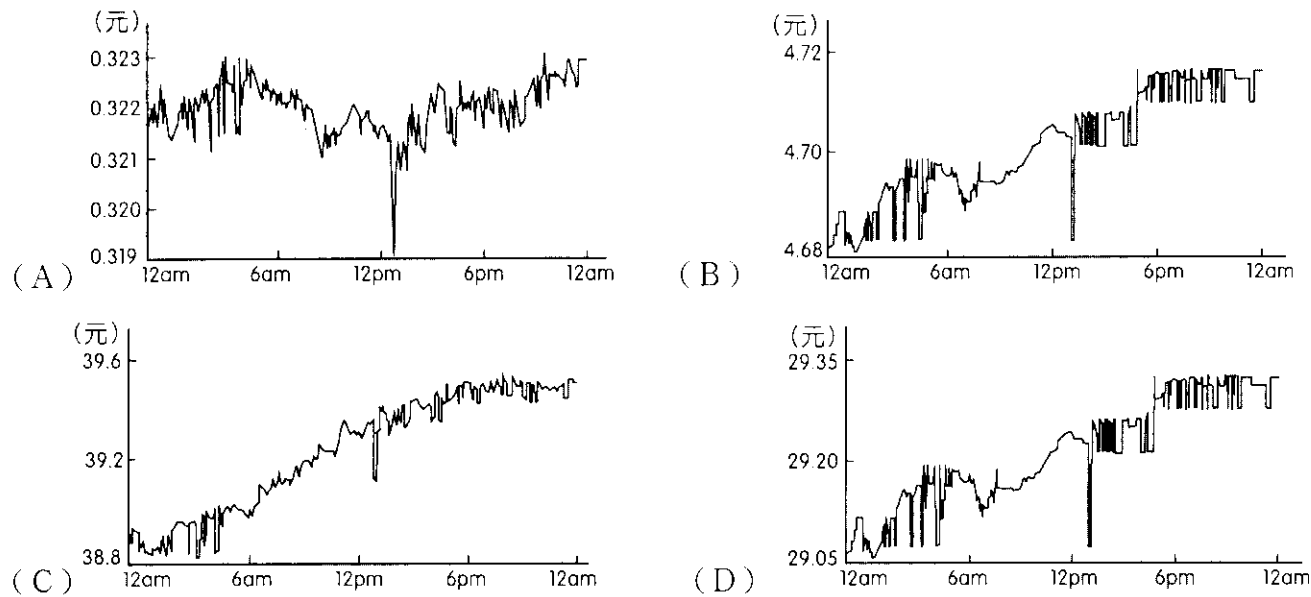 (元)
0.323
0.322
0.321
0.320
0.319
12am 6am 12pm 6pm 12am
(A)
(元)
4.72
4.70
4.68
12am 6am 12pm 6pm 12am
(B)
(元)
39.6
39.2
38.8
12am 6am 12pm 6pm 12am
(C)
(元)
29.35
29.20
29.05
12am 6am 12pm 6pm 12am
(D)